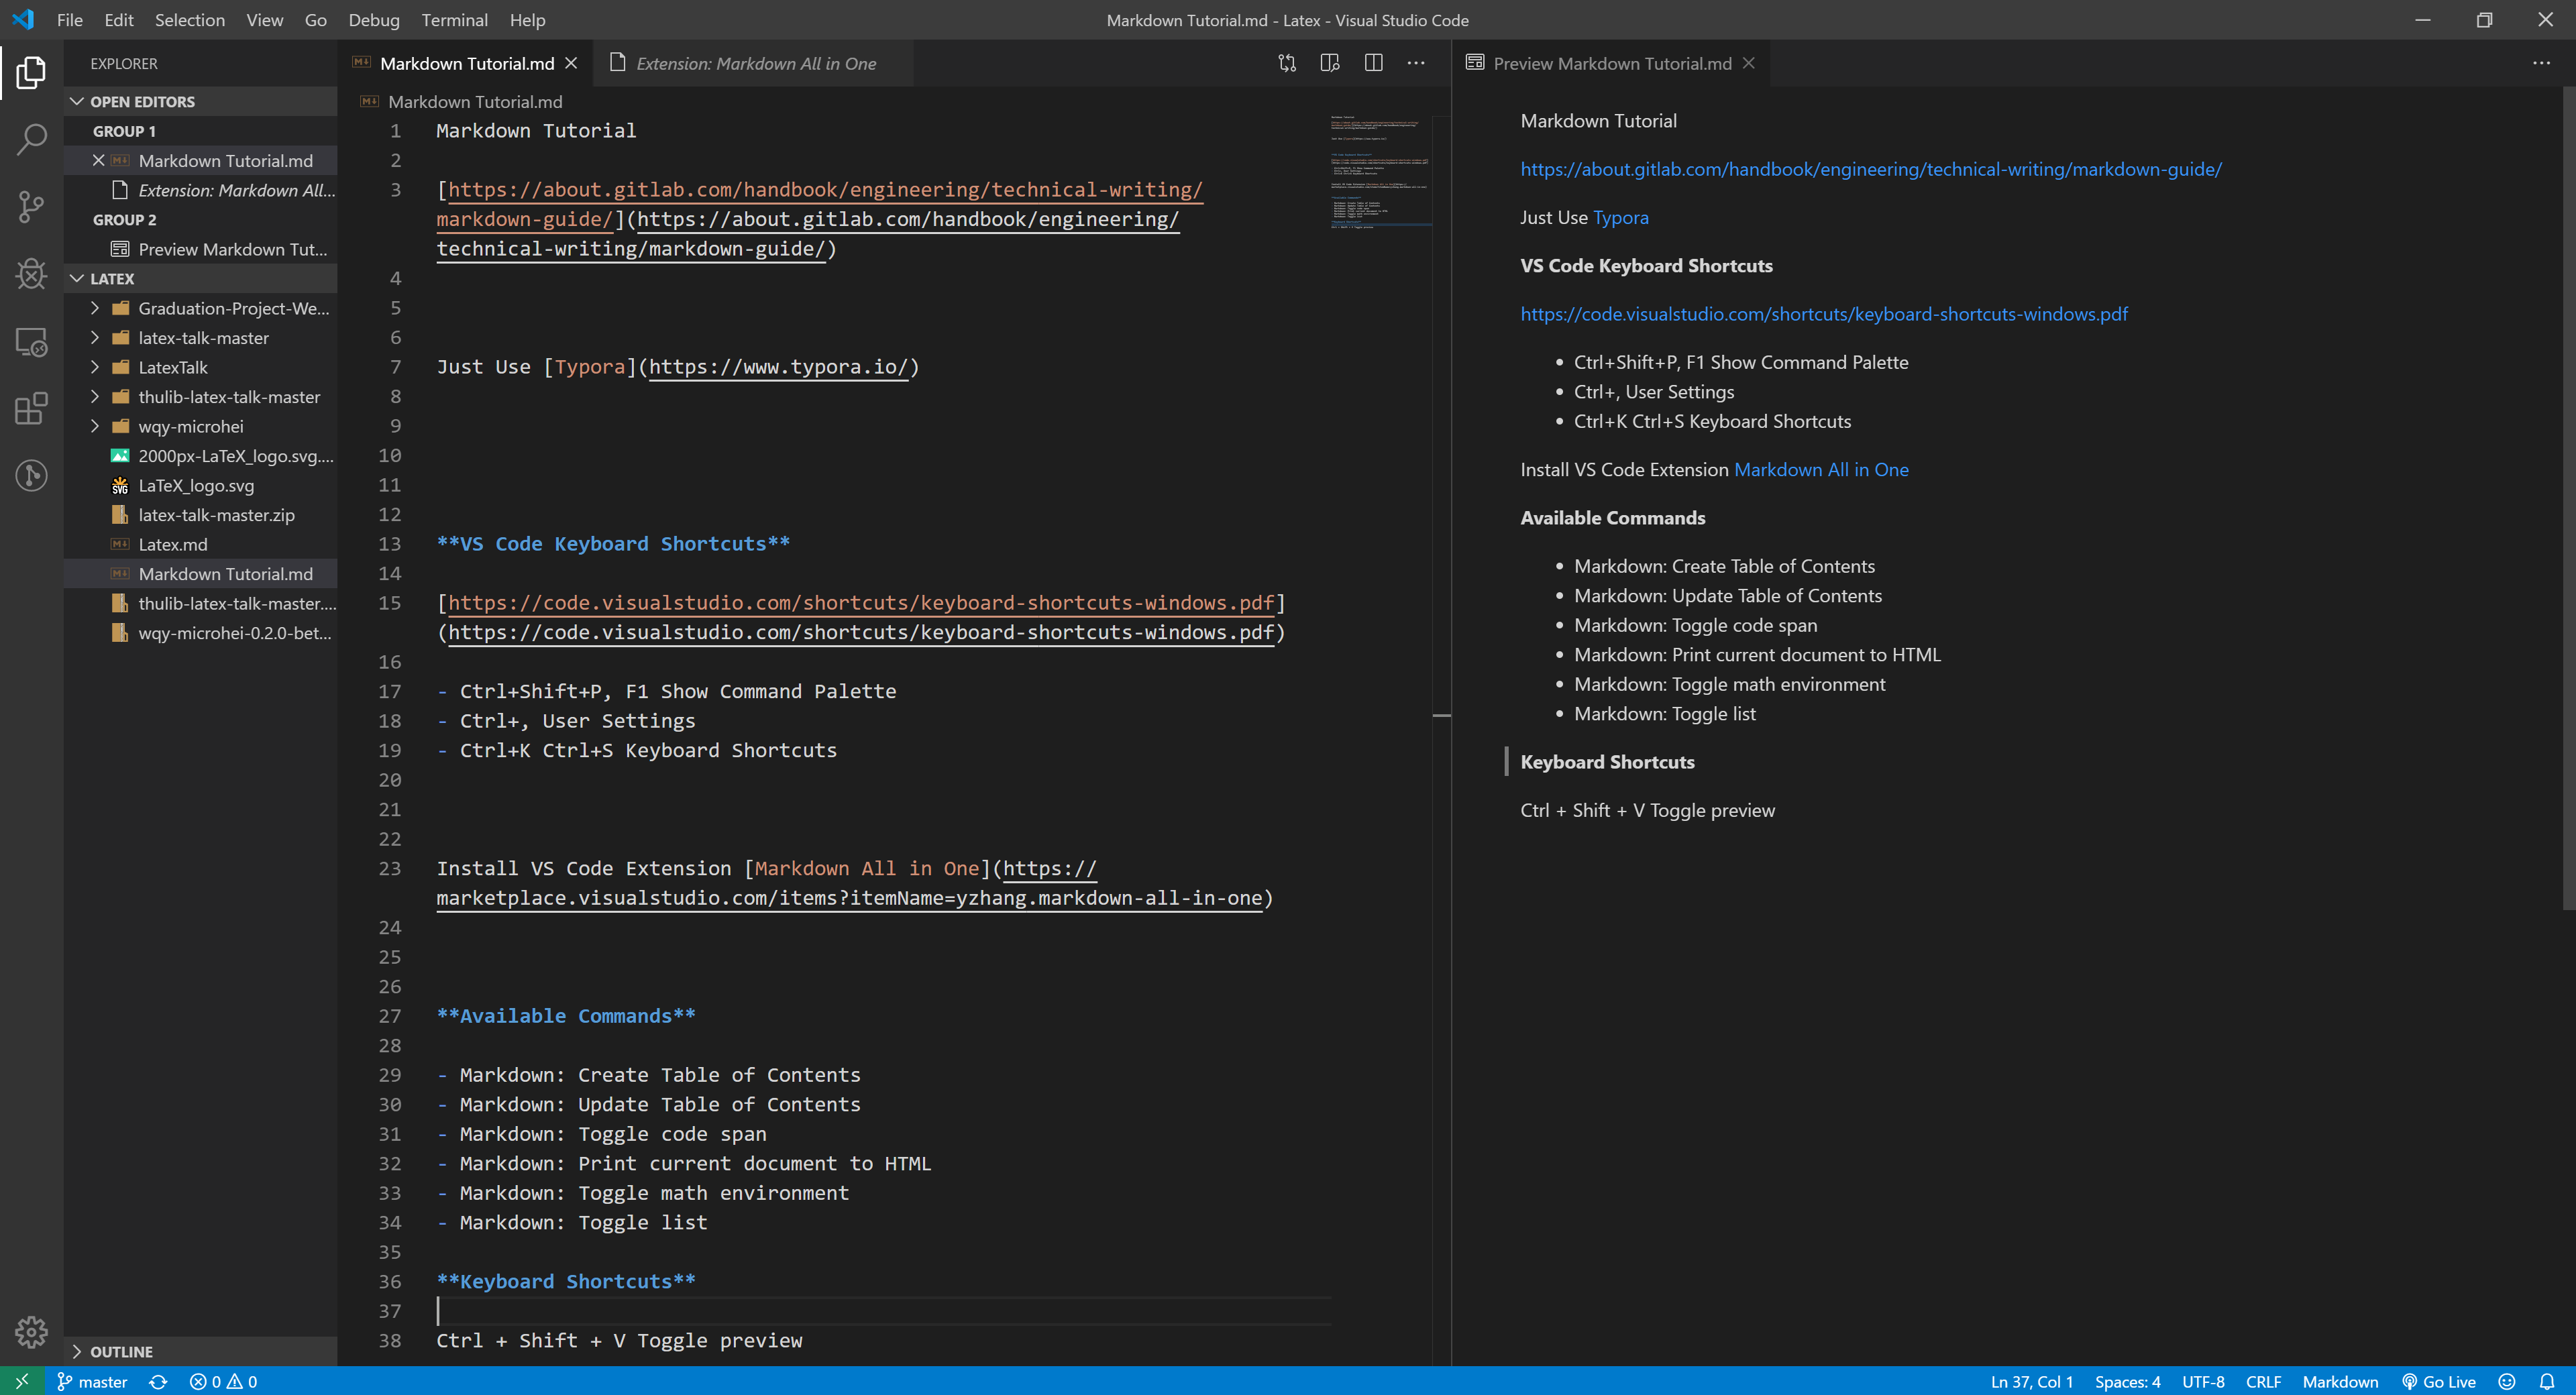 File Edit Selection View Go Debug Terminal Help
Markdown Tutorial.md - Latex - Visual Studio Code
EXPLORER
OPEN EDITORS
GROUP 1
Markdown Tutorial.md
Extension: Markdown All...
GROUP 2
Preview Markdown Tut...
LATEX
Graduation-Project-We...
latex-talk-master
LatexTalk
thulib-latex-talk-master
wqy-microhei
2000px-LaTeX_logo.svg....
SVG LaTeX_logo.svg
latex-talk-master.zip
Latex.md
Markdown Tutorial.md
thulib-latex-talk-master....
wqy-microhei-0.2.0-bet...
OUTLINE
Markdown Tutorial.md
Extension: Markdown All in One
Markdown Tutorial.md
1 Markdown Tutorial
2
3 [https://about.gitlab.com/handbook/engineering/technical-writing/
markdown-guide/](https://about.gitlab.com/handbook/engineering/
technical-writing/markdown-guide/)
4
5
6
7 Just Use [Typora](https://www.typora.io/)
8
9
10
11
12
13 **VS Code Keyboard Shortcuts**
14
15 [https://code.visualstudio.com/shortcuts/keyboard-shortcuts-windows.pdf]
(https://code.visualstudio.com/shortcuts/keyboard-shortcuts-windows.pdf)
16
17 - Ctrl+Shift+P, F1 Show Command Palette
18 - Ctrl+, User Settings
19 - Ctrl+K Ctrl+S Keyboard Shortcuts
20
21
22
23 Install VS Code Extension [Markdown All in One](https://
marketplace.visualstudio.com/items?itemName=yzhang.markdown-all-in-one)
24
25
26
27 **Available Commands**
28
29 - Markdown: Create Table of Contents
30 - Markdown: Update Table of Contents
31 - Markdown: Toggle code span
32 - Markdown: Print current document to HTML
33 - Markdown: Toggle math environment
34 - Markdown: Toggle list
35
36 **Keyboard Shortcuts**
37
38 Ctrl + Shift + V Toggle preview
Preview Markdown Tutorial.md
Markdown Tutorial
https://about.gitlab.com/handbook/engineering/technical-writing/markdown-guide/
Just Use Typora
VS Code Keyboard Shortcuts
https://code.visualstudio.com/shortcuts/keyboard-shortcuts-windows.pdf
• Ctrl+Shift+P, F1 Show Command Palette
• Ctrl+, User Settings
• Ctrl+K Ctrl+S Keyboard Shortcuts
Install VS Code Extension Markdown All in One
Available Commands
• Markdown: Create Table of Contents
• Markdown: Update Table of Contents
• Markdown: Toggle code span
• Markdown: Print current document to HTML
• Markdown: Toggle math environment
• Markdown: Toggle list
Keyboard Shortcuts
Ctrl + Shift + V Toggle preview
master 0 0
Ln 37, Col 1 Spaces: 4 UTF-8 CRLF Markdown Go Live